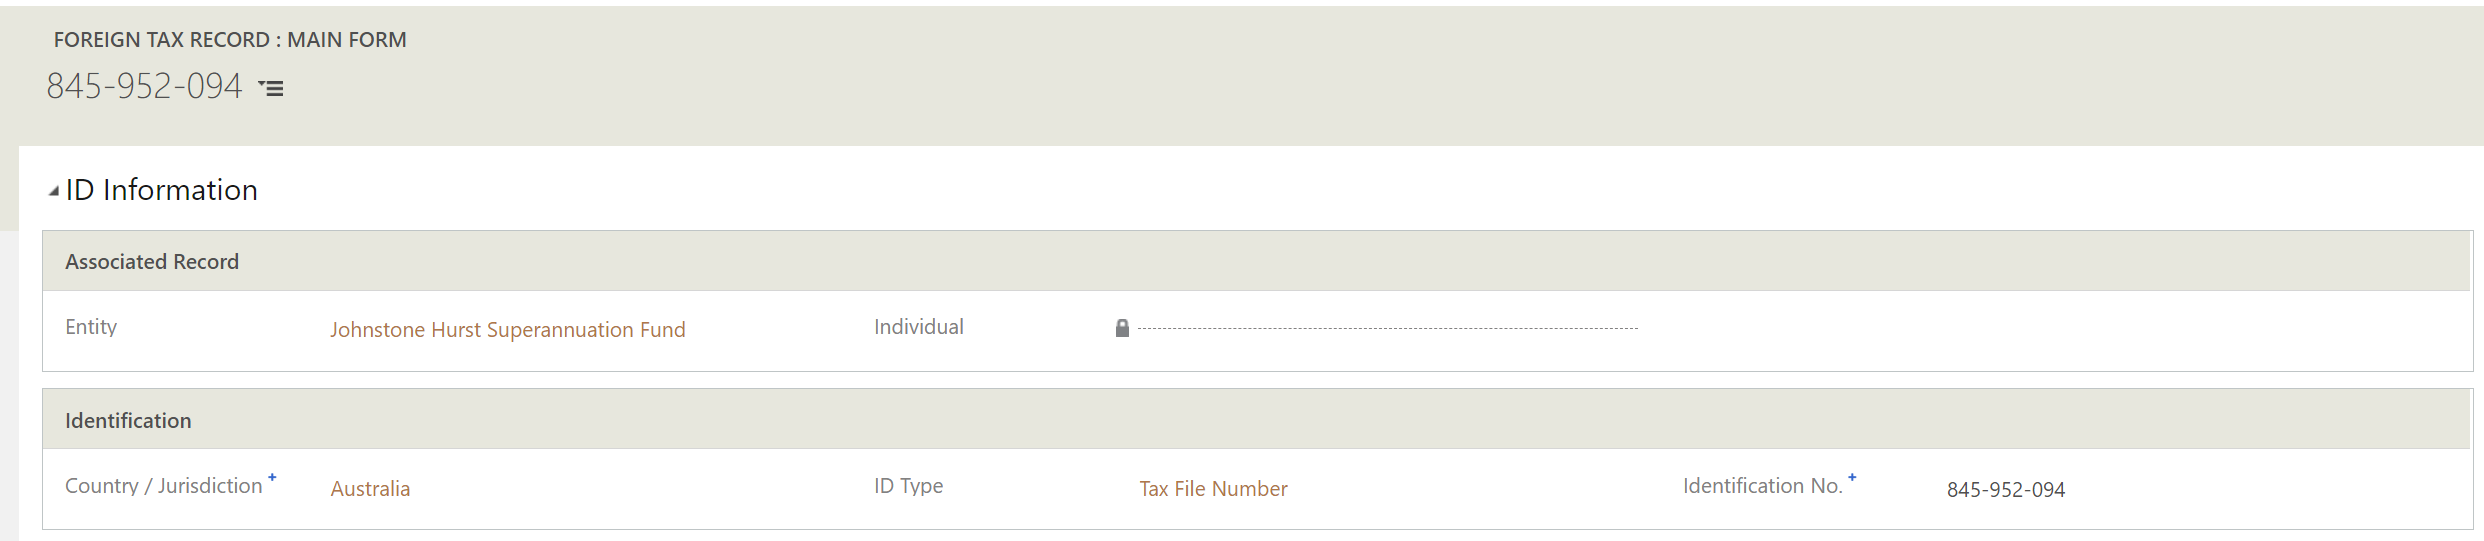 FOREIGN TAX RECORD : MAIN FORM
845-952-094
ID Information
Associated Record
Entity Johnstone Hurst Superannuation Fund Individual
Identification
Country / Jurisdiction + Australia ID Type Tax File Number Identification No. + 845-952-094